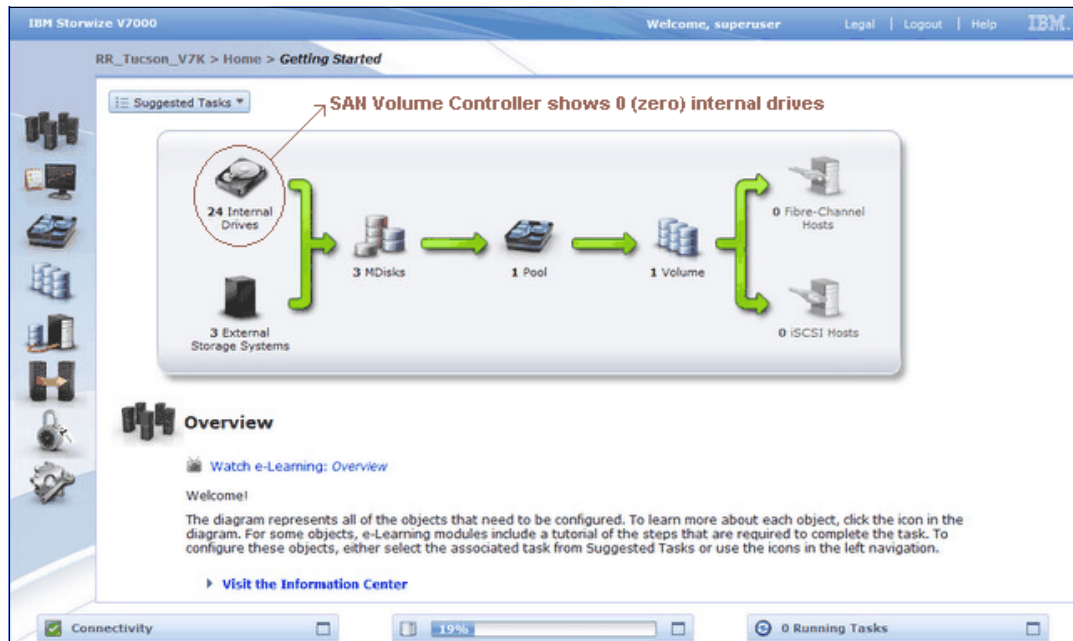 IBM Storwize V7000
Welcome, superuser
Legal | Logout | Help
IBM.
RR_Tucson_V7K > Home > Getting Started
Suggested Tasks
SAN Volume Controller shows 0 (zero) internal drives
24 Internal
Drives
0 Fibre-Channel
Hosts
3 MDisks
1 Pool
1 Volume
3 External
Storage Systems
0 iSCSI Hosts
Overview
Watch e-Learning: Overview
Welcome!
The diagram represents all of the objects that need to be configured. To learn more about each object, click the icon in the
diagram. For some objects, e-Learning modules include a tutorial of the steps that are required to complete the task. To
configure these objects, either select the associated task from Suggested Tasks or use the icons in the left navigation.
Visit the Information Center
Connectivity
19%
0 Running Tasks